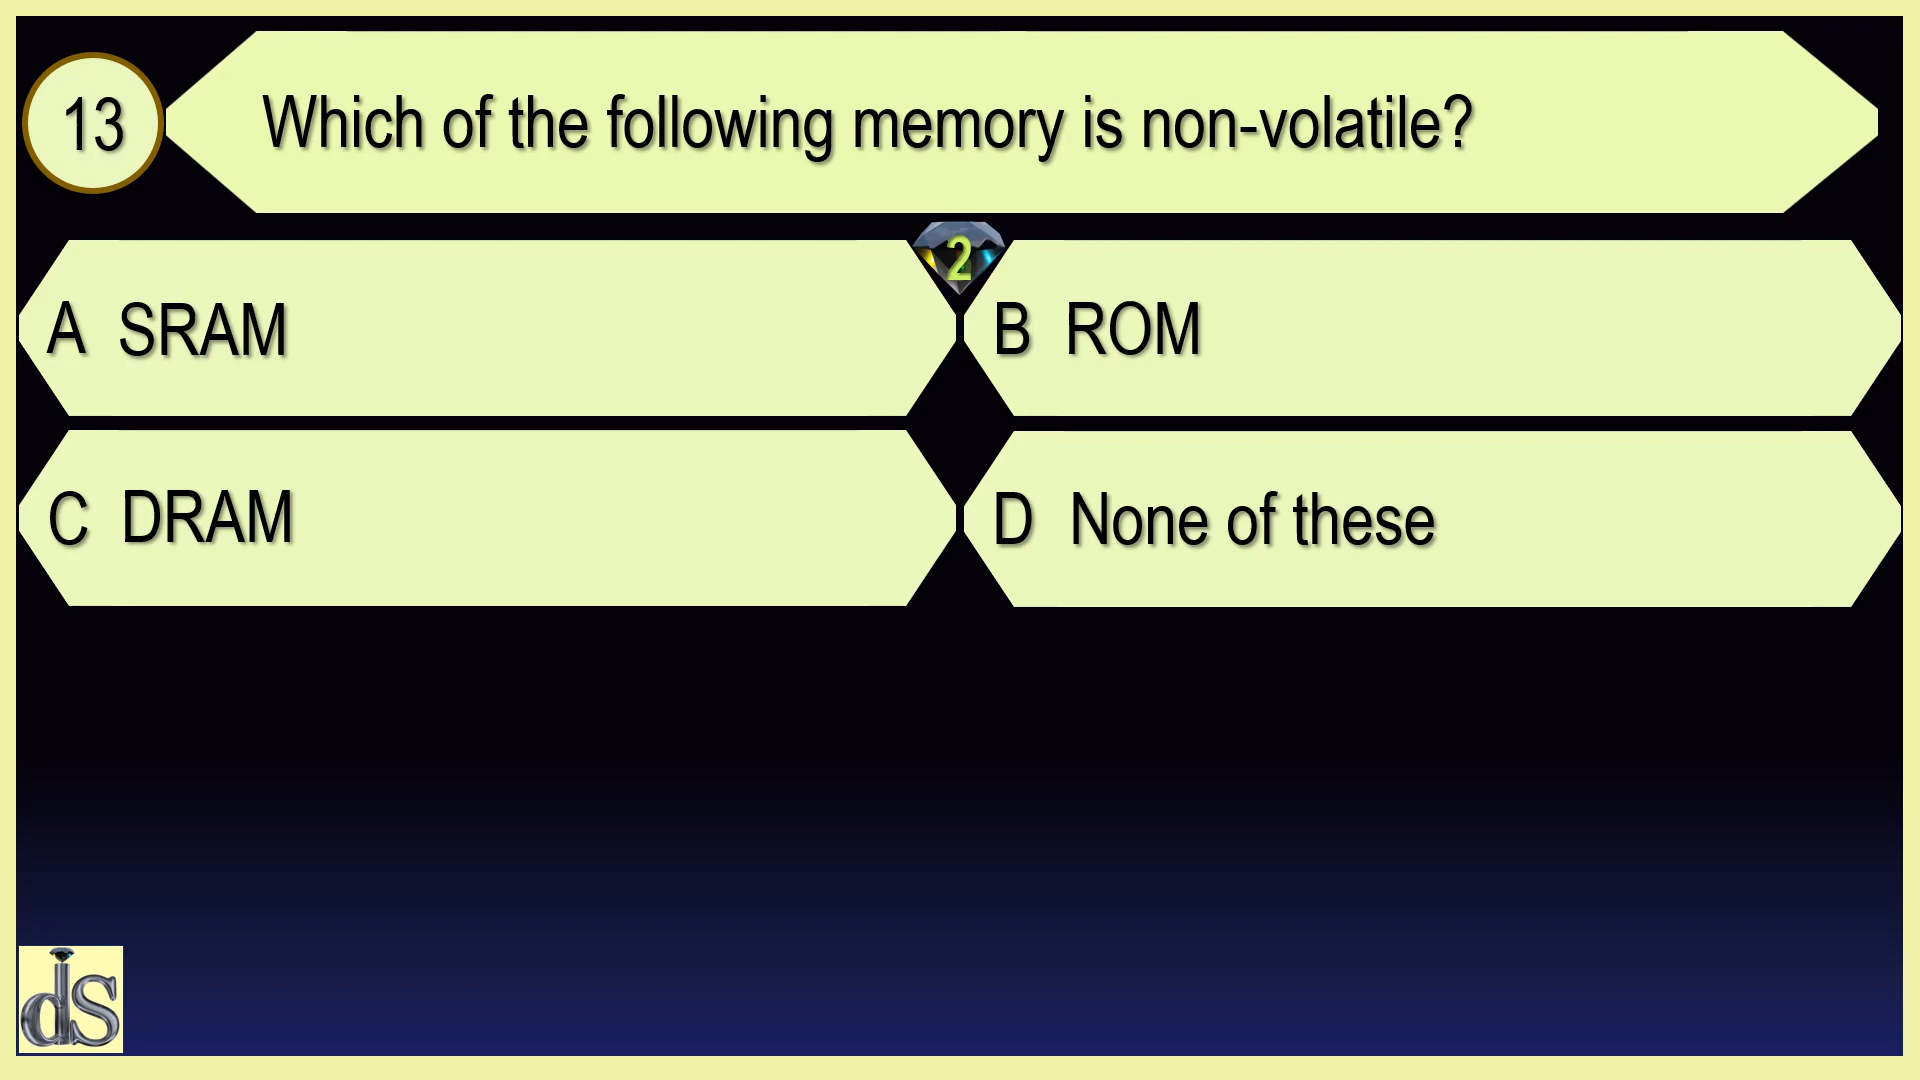 13
Which of the following memory is non-volatile?
2
A SRAM
B ROM
C DRAM
D None of these
ds